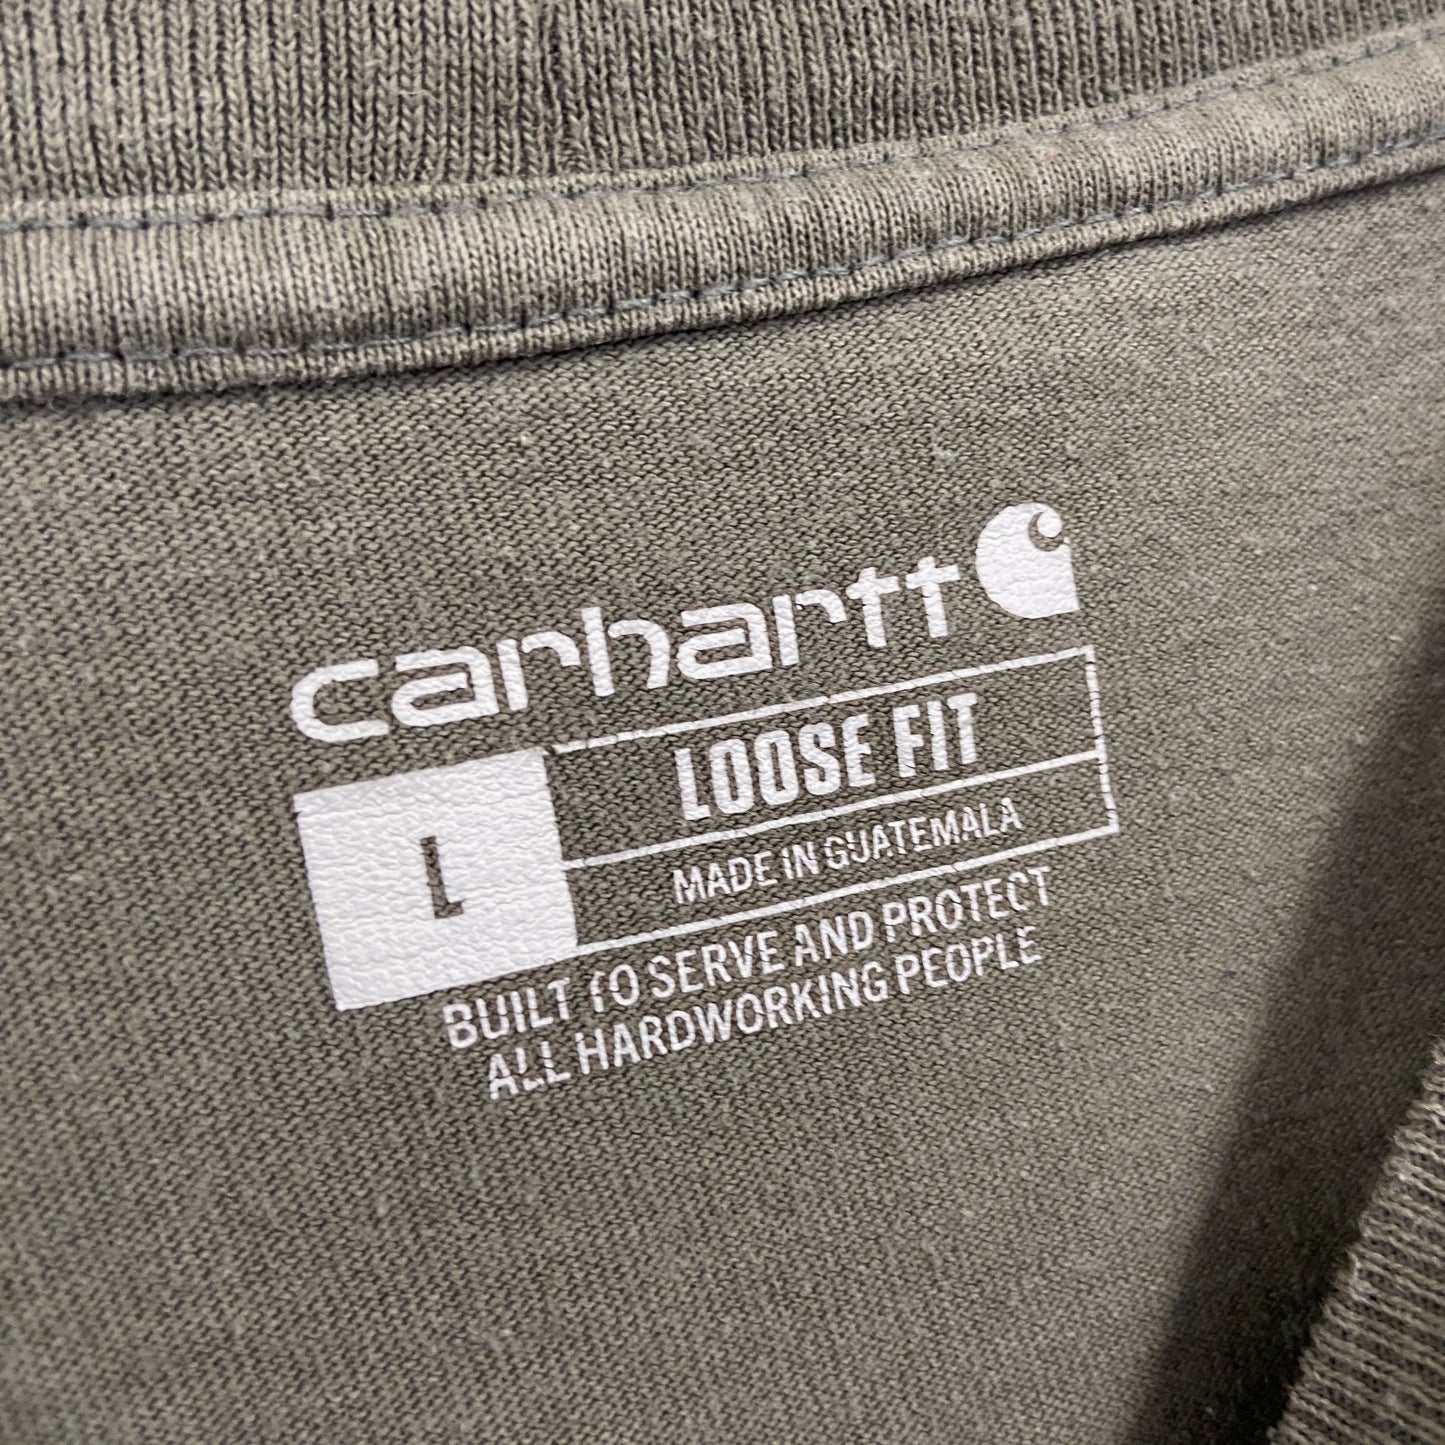 carhartt
L
LOOSE FIT
MADE IN GUATEMALA
BUILT TO SERVE AND PROTECT
ALL HARDWORKING PEOPLE